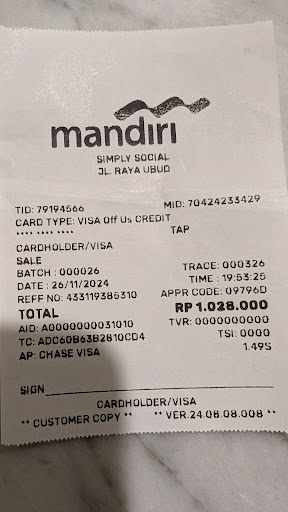 mandiri
SIMPLY SOCIAL
JL. RAYA UBUD
TID: 79194566 MID: 70424233429
CARD TYPE: VISA Off Us CREDIT
**** **** **** TAP
CARDHOLDER/VISA
SALE
BATCH : 000026 TRACE: 000326
DATE : 26/11/2024 TIME : 19:53:25
REFF NO: 433119385310 APPR CODE: 09796D
TOTAL RP 1.028.000
AID: A0000000031010 TVR: 0000000000
TC: ADC60B63B2810CD4 TSI: 0000
AP: CHASE VISA 1.49S
SIGN
CARDHOLDER/VISA
** CUSTOMER COPY ** ** VER.24.08.08.008 **